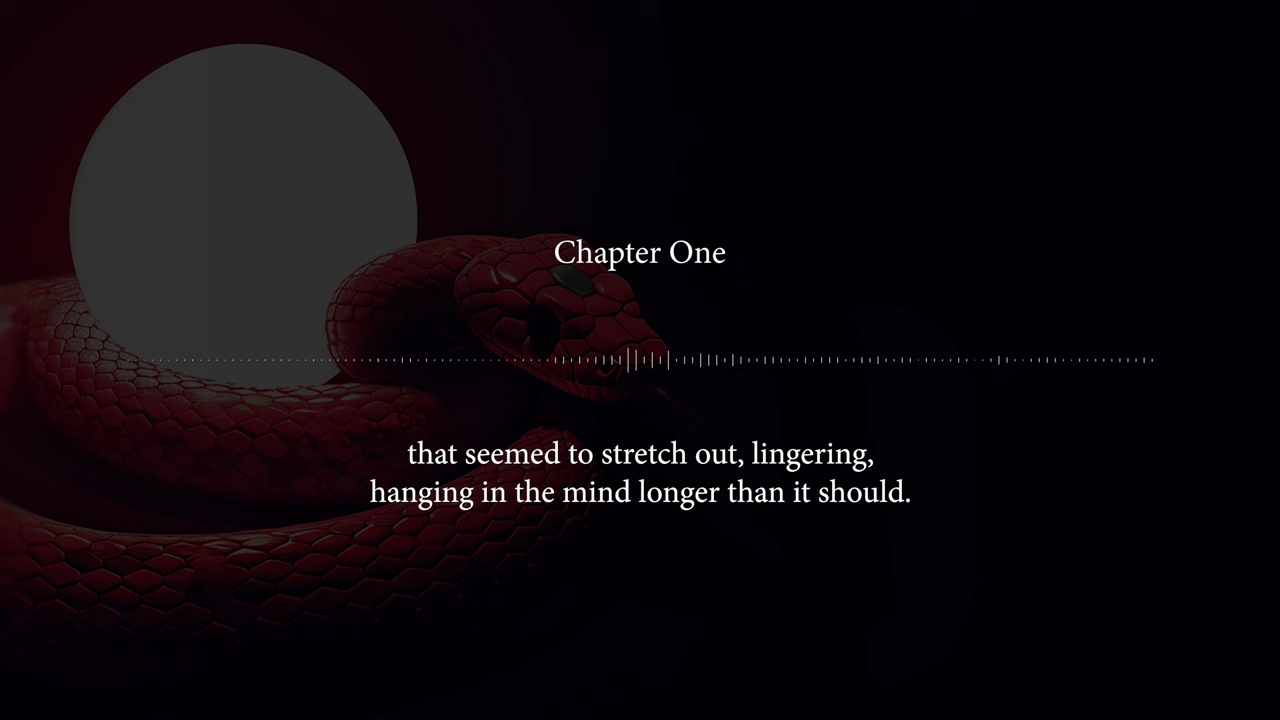 Chapter One
that seemed to stretch out, lingering,
hanging in the mind longer than it should.